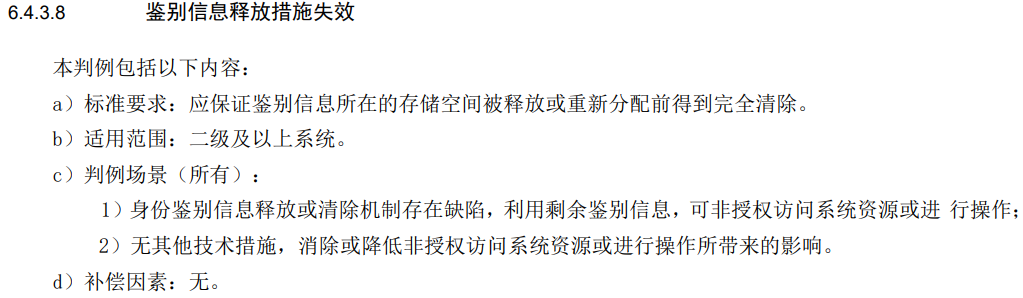 6.4.3.8 鉴别信息释放措施失效
本判例包括以下内容：
a）标准要求：应保证鉴别信息所在的存储空间被释放或重新分配前得到完全清除。
b）适用范围：二级及以上系统。
c）判例场景（所有）：
1）身份鉴别信息释放或清除机制存在缺陷，利用剩余鉴别信息，可非授权访问系统资源或进 行操作；
2）无其他技术措施，消除或降低非授权访问系统资源或进行操作所带来的影响。
d）补偿因素：无。